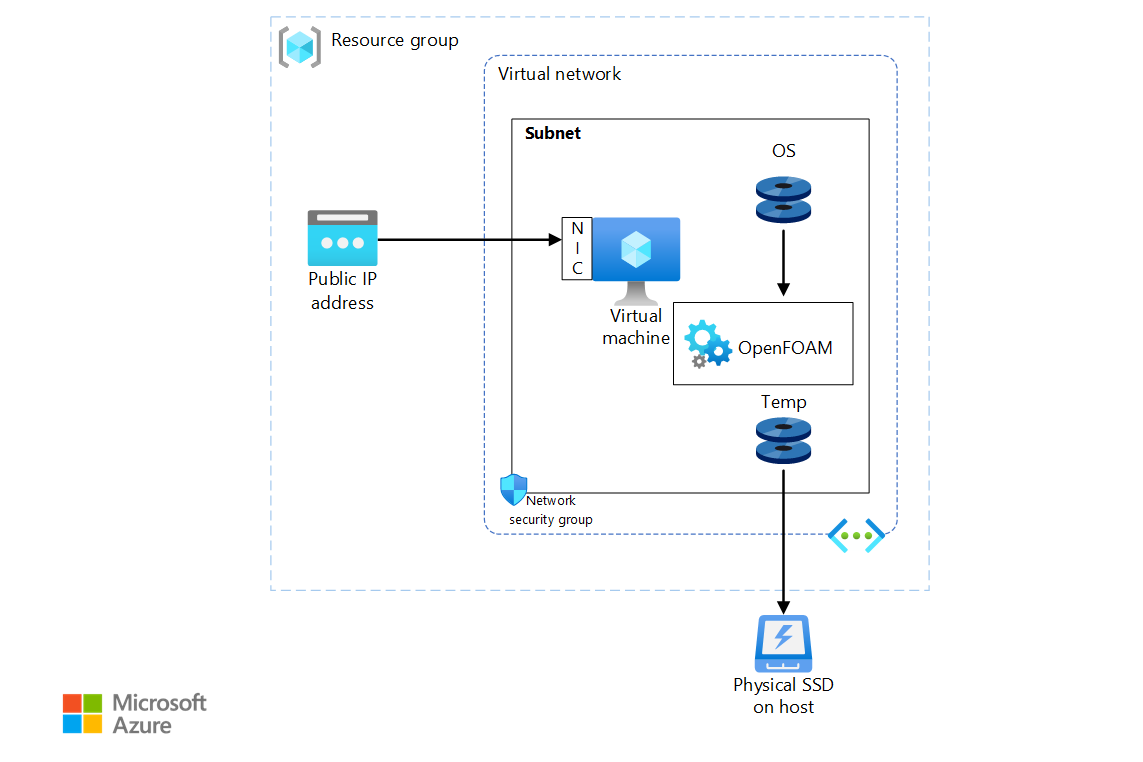 Resource group
Virtual network
Subnet
OS
N
I
C
Public IP
address
Virtual
machine
OpenFOAM
Temp
Network
security group
Physical SSD
on host
Microsoft
Azure